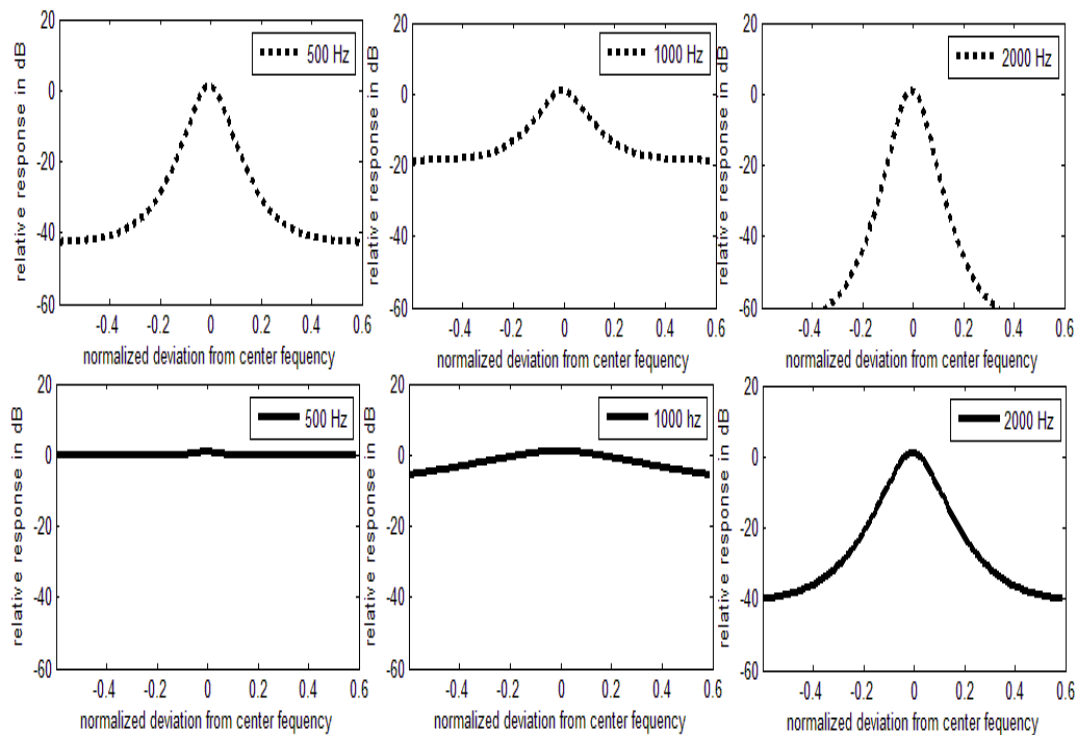 20
0
-20
-40
-60
relative response in dB
500 Hz
-0.4 -0.2 0 0.2 0.4 0.6
normalized deviation from center fequency
20
0
-20
-40
-60
relative response in dB
1000 Hz
-0.4 -0.2 0 0.2 0.4 0.6
normalized deviation from center fequency
20
0
-20
-40
-60
relative response in dB
2000 Hz
-0.4 -0.2 0 0.2 0.4 0.6
normalized deviation from center fequency
20
0
-20
-40
-60
relative response in dB
500 Hz
-0.4 -0.2 0 0.2 0.4 0.6
normalized deviation from center fequency
20
0
-20
-40
-60
relative response in dB
1000 hz
-0.4 -0.2 0 0.2 0.4 0.6
normalized deviation from center fequency
20
0
-20
-40
-60
relative response in dB
2000 Hz
-0.4 -0.2 0 0.2 0.4 0.6
normalized deviation from center fequency